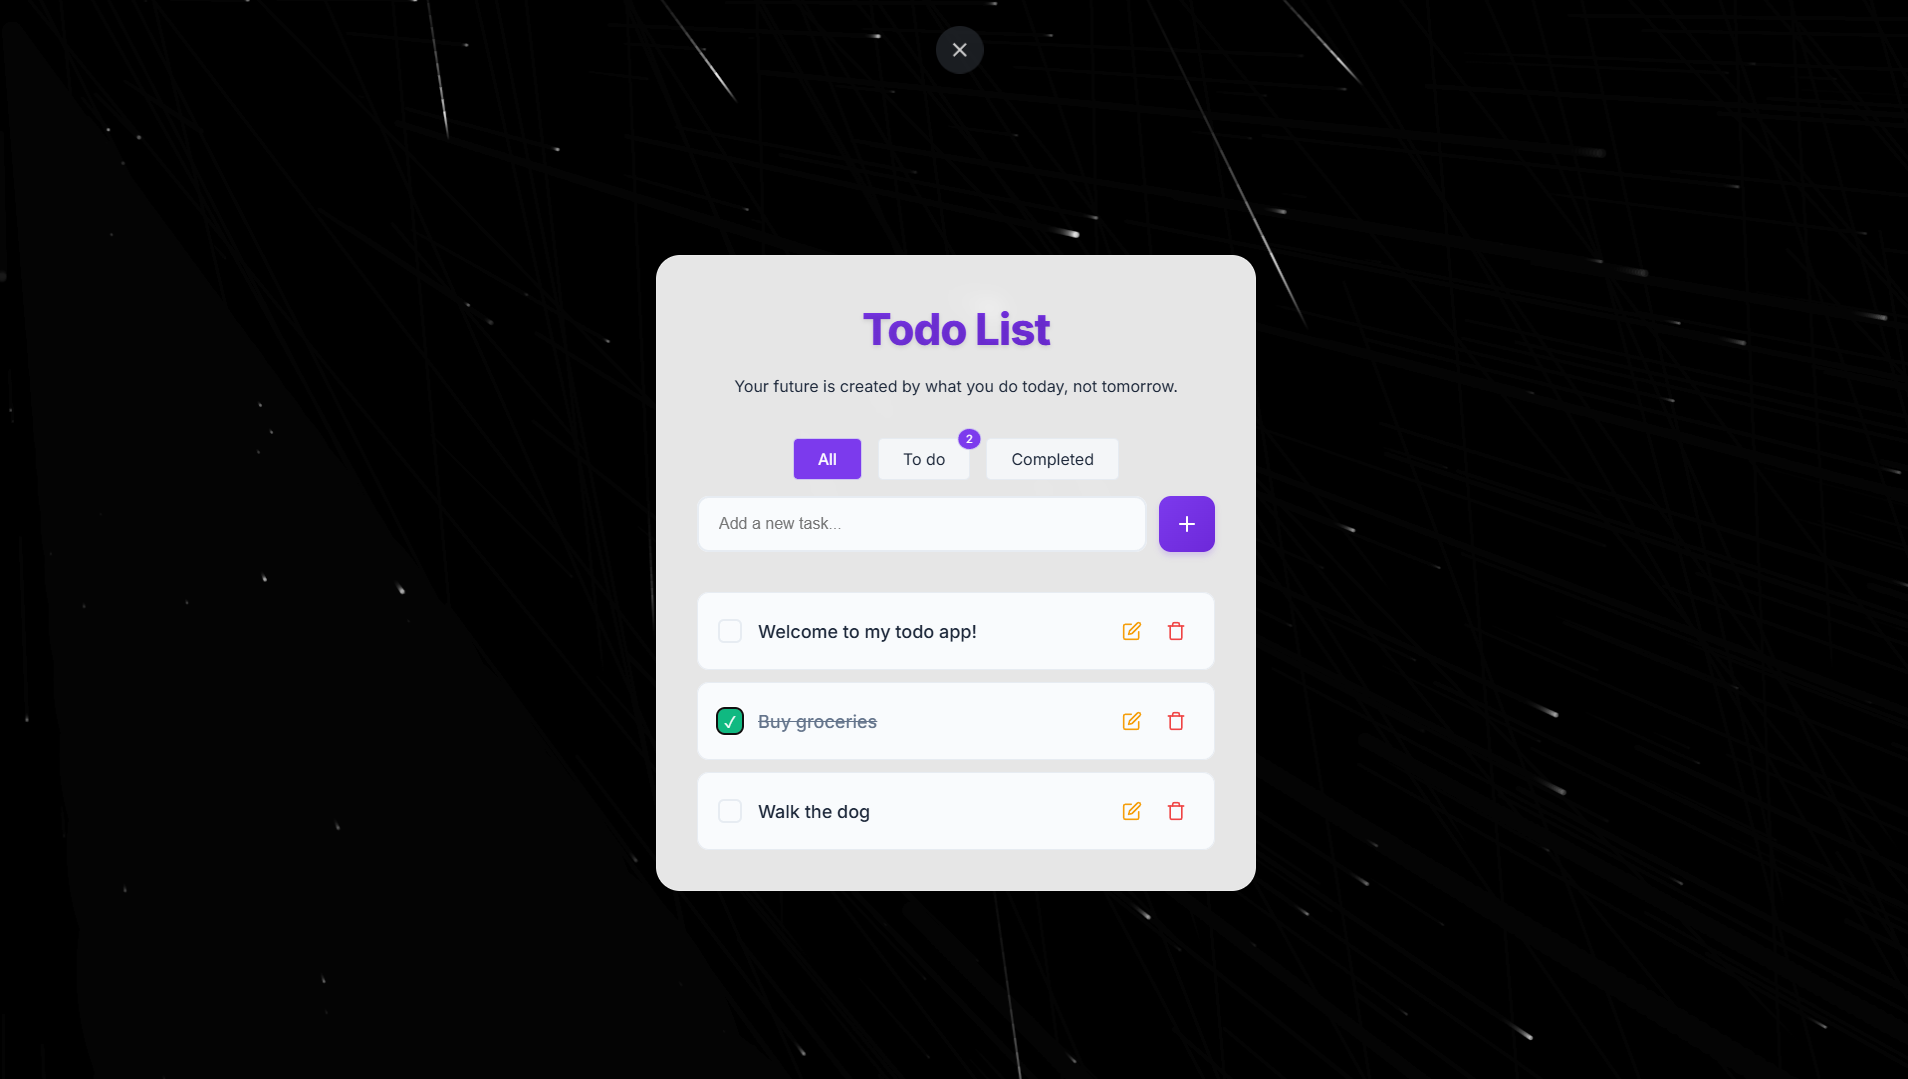 Todo List
Your future is created by what you do today, not tomorrow.
All
To do
2
Completed
Add a new task...
Welcome to my todo app!
Buy groceries
Walk the dog